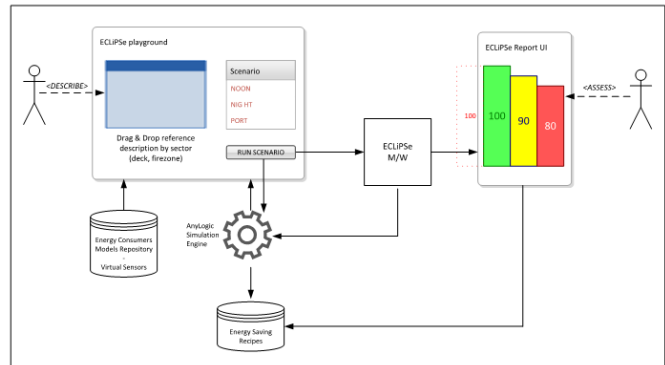 ECLiPSe playground
<DESCRIBE>
Scenario
NOON
NIG HT
PORT
Drag & Drop reference
description by sector
(deck, firezone)
RUN SCENARIO
ECLiPSe
M/W
ECLiPSe Report UI
100
100
90
80
<ASSESS>
Energy Consumers
Models Repository
-
Virtual Sensors
AnyLogic
Simulation
Engine
Energy Saving
Recipes